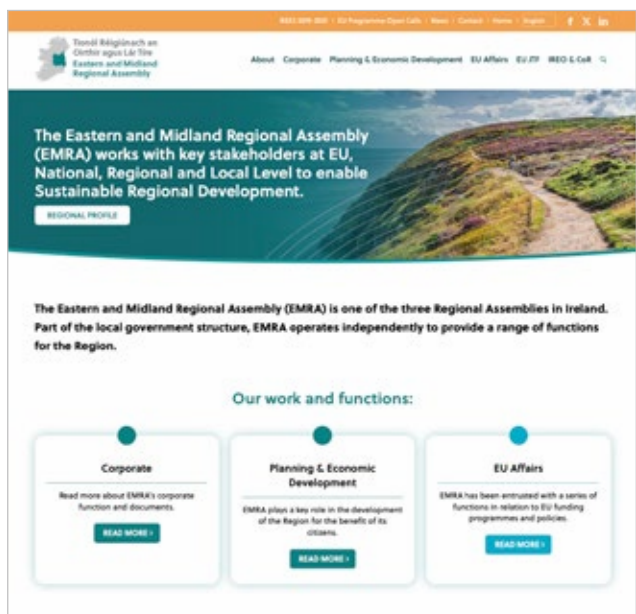 RSES 2019-2031 | EU Programme Open Calls | News | Contact | Home | English
Tionól Réigiúnach an
Oirthir agus Lár Tíre
Eastern and Midland
Regional Assembly
About Corporate Planning & Economic Development EU Affairs EU JTF IREO & CoR
The Eastern and Midland Regional Assembly
(EMRA) works with key stakeholders at EU,
National, Regional and Local Level to enable
Sustainable Regional Development.
REGIONAL PROFILE
The Eastern and Midland Regional Assembly (EMRA) is one of the three Regional Assemblies in Ireland.
Part of the local government structure, EMRA operates independently to provide a range of functions
for the Region.
Our work and functions:
Corporate
Read more about EMRA's corporate
function and documents.
READ MORE ›
Planning & Economic
Development
EMRA plays a key role in the development
of the Region for the benefit of its
citizens.
READ MORE ›
EU Affairs
EMRA has been entrusted with a series of
functions in relation to EU funding
programmes and policies.
READ MORE ›